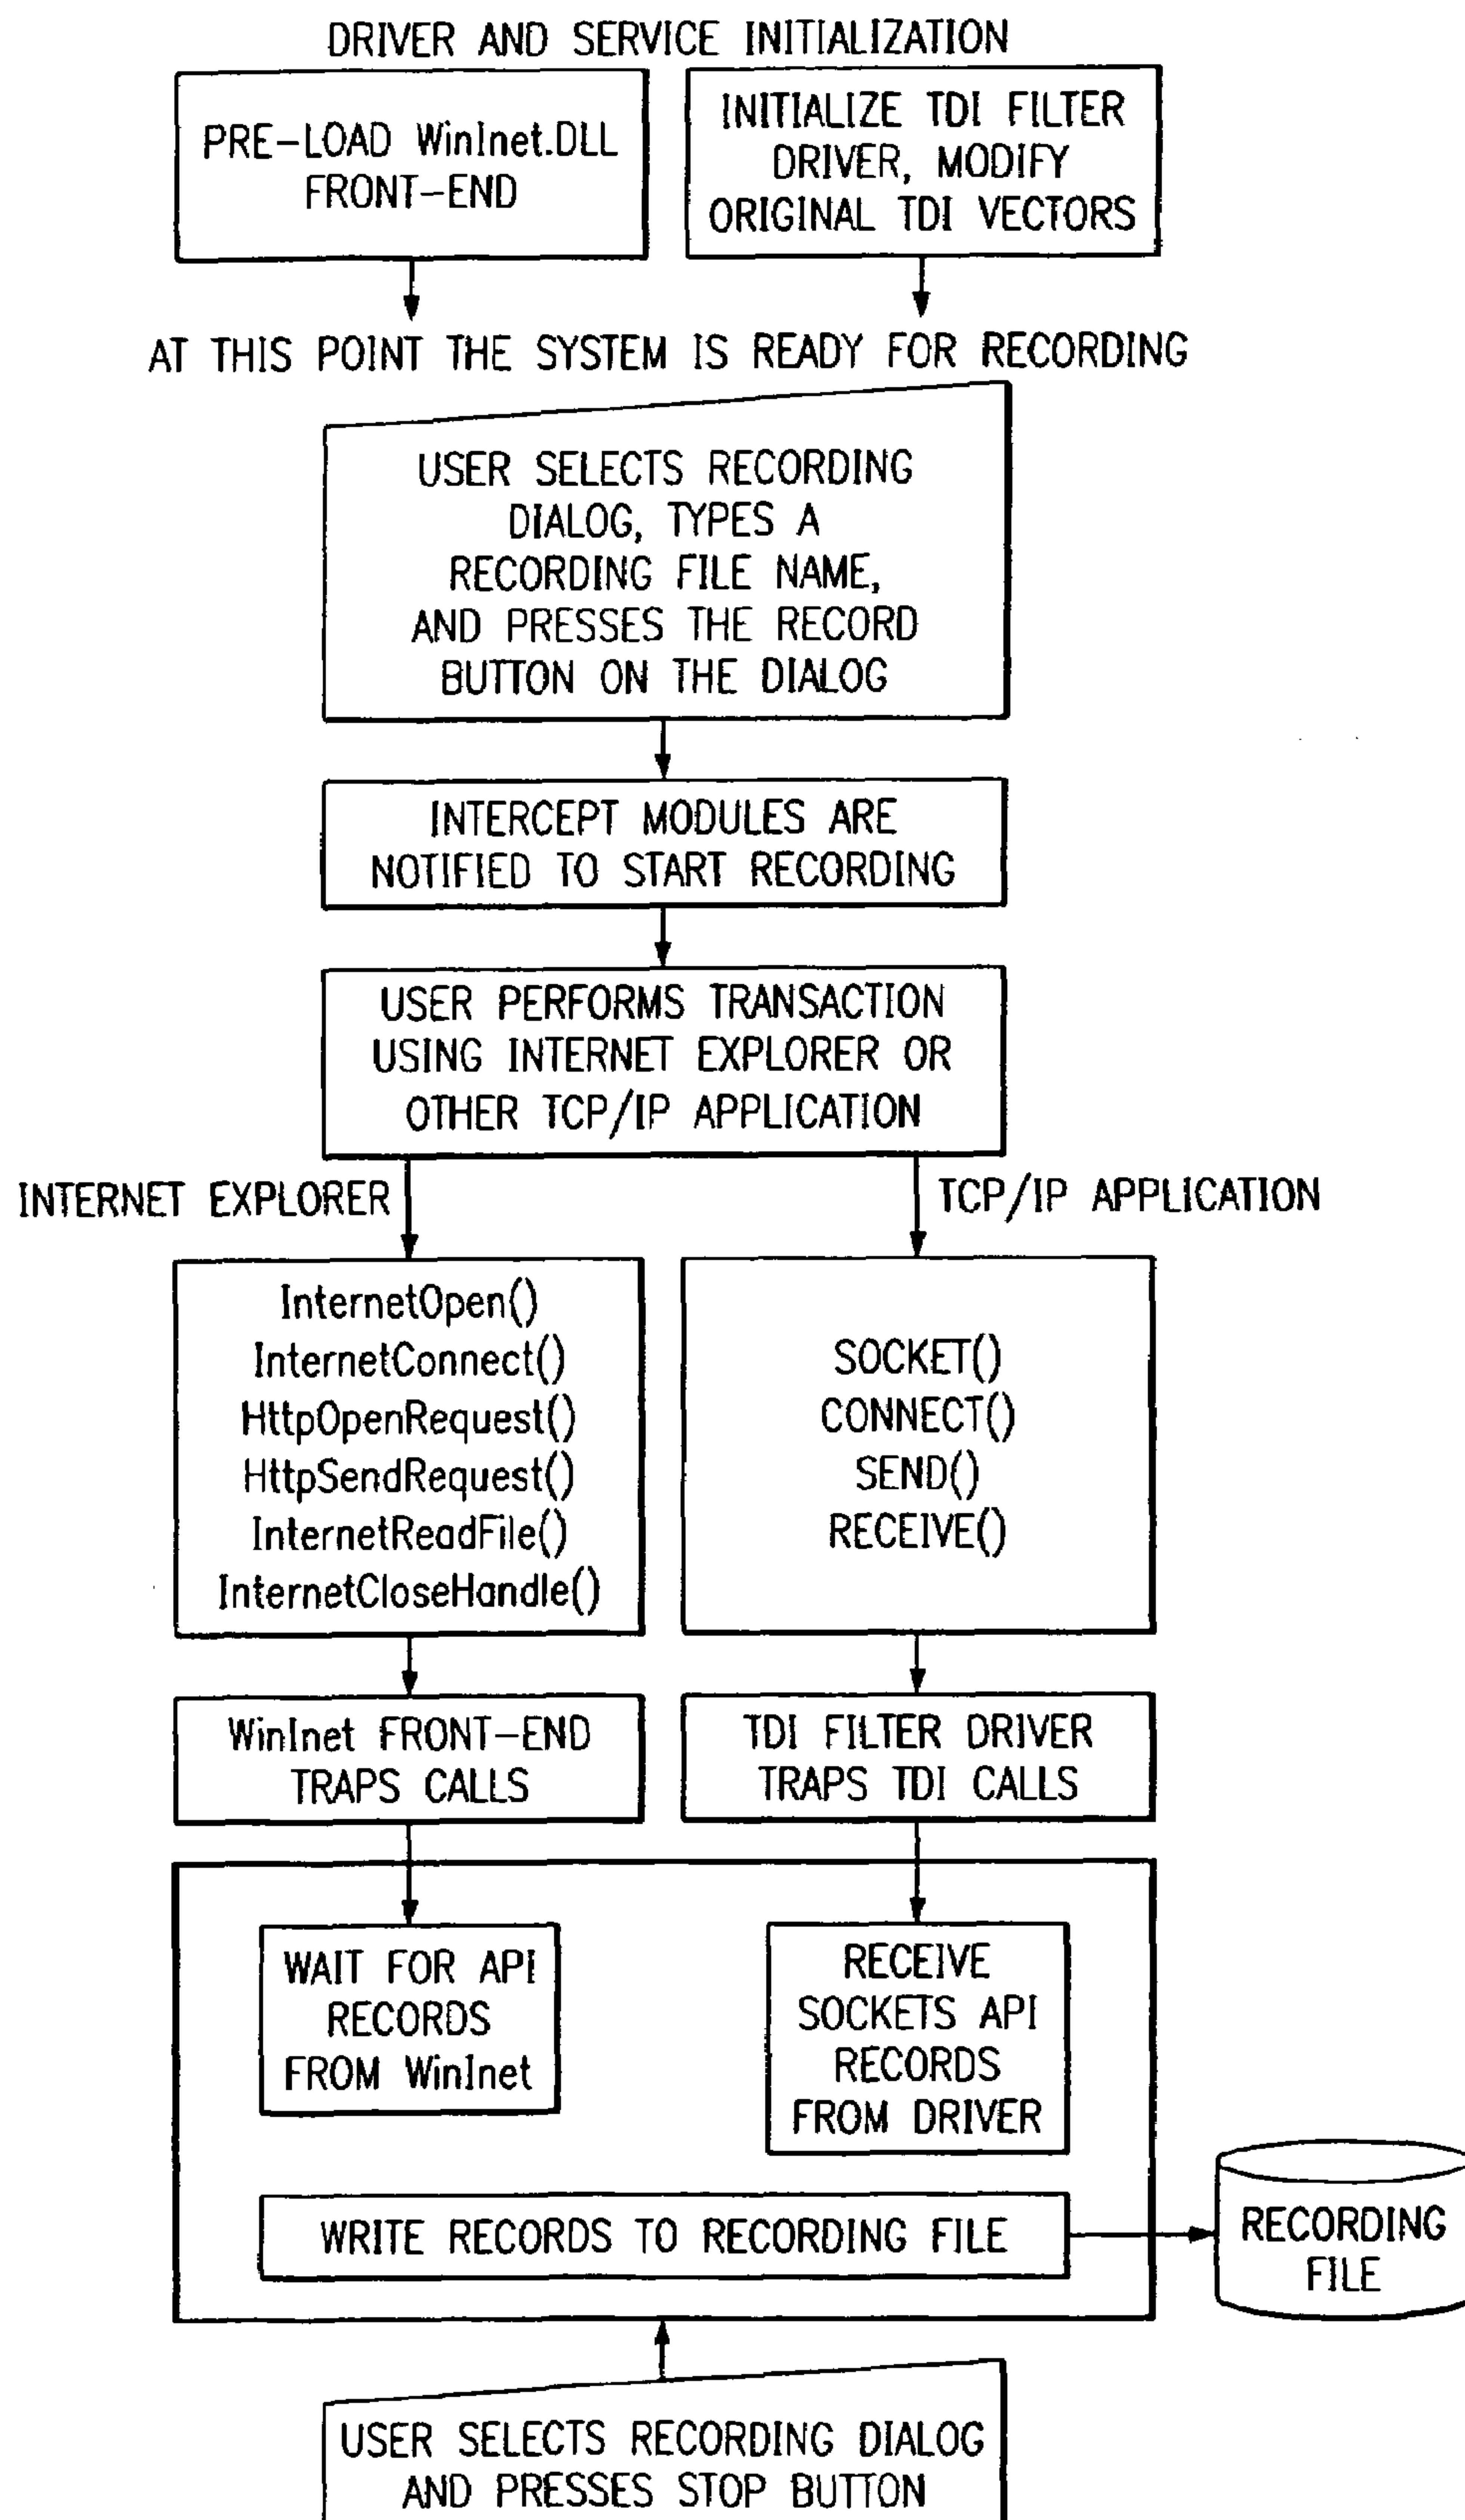 DRIVER AND SERVICE INITIALIZATION
PRE-LOAD WinInet.DLL
FRONT-END
INITIALIZE TDI FILTER
DRIVER, MODIFY
ORIGINAL TDI VECTORS
AT THIS POINT THE SYSTEM IS READY FOR RECORDING
USER SELECTS RECORDING
DIALOG, TYPES A
RECORDING FILE NAME,
AND PRESSES THE RECORD
BUTTON ON THE DIALOG
INTERCEPT MODULES ARE
NOTIFIED TO START RECORDING
USER PERFORMS TRANSACTION
USING INTERNET EXPLORER OR
OTHER TCP/IP APPLICATION
INTERNET EXPLORER
TCP/IP APPLICATION
InternetOpen()
InternetConnect()
HttpOpenRequest()
HttpSendRequest()
InternetReadFile()
InternetCloseHandle()
SOCKET()
CONNECT()
SEND()
RECEIVE()
WinInet FRONT-END
TRAPS CALLS
TDI FILTER DRIVER
TRAPS TDI CALLS
WAIT FOR API
RECORDS
FROM WinInet
RECEIVE
SOCKETS API
RECORDS
FROM DRIVER
WRITE RECORDS TO RECORDING FILE
RECORDING
FILE
USER SELECTS RECORDING DIALOG
AND PRESSES STOP BUTTON